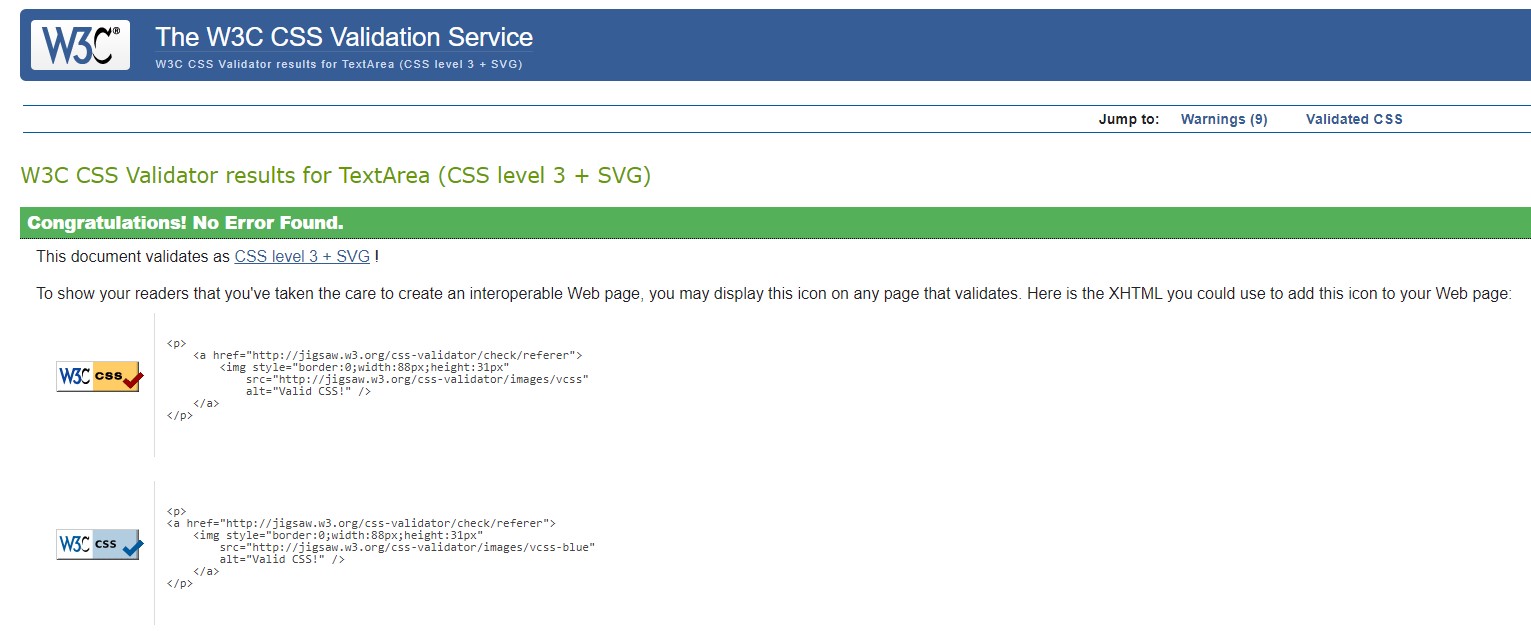 W3C®
The W3C CSS Validation Service
W3C CSS Validator results for TextArea (CSS level 3 + SVG)
Jump to: Warnings (9) Validated CSS
W3C CSS Validator results for TextArea (CSS level 3 + SVG)
Congratulations! No Error Found.
This document validates as CSS level 3 + SVG !
To show your readers that you've taken the care to create an interoperable Web page, you may display this icon on any page that validates. Here is the XHTML you could use to add this icon to your Web page:
W3C css
<p>
    <a href="http://jigsaw.w3.org/css-validator/check/referer">
        <img style="border:0;width:88px;height:31px"
            src="http://jigsaw.w3.org/css-validator/images/vcss"
            alt="Valid CSS!" />
    </a>
</p>
W3C css
<p>
<a href="http://jigsaw.w3.org/css-validator/check/referer">
    <img style="border:0;width:88px;height:31px"
        src="http://jigsaw.w3.org/css-validator/images/vcss-blue"
        alt="Valid CSS!" />
    </a>
</p>